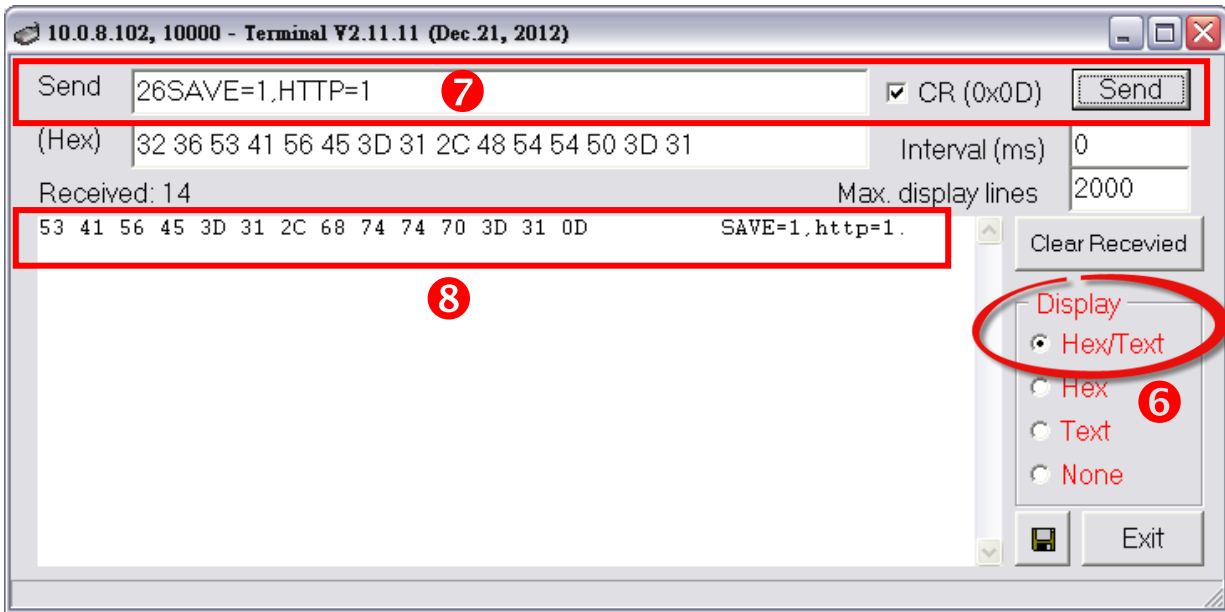 10.0.8.102, 10000 - Terminal V2.11.11 (Dec.21, 2012)
Send 26SAVE=1,HTTP=1 7 CR (0x0D) Send
(Hex) 32 36 53 41 56 45 3D 31 2C 48 54 54 50 3D 31 Interval (ms) 0
Received: 14 Max. display lines 2000
53 41 56 45 3D 31 2C 68 74 74 70 3D 31 0D SAVE=1,http=1.
8
Clear Recevied
Display
Hex/Text
Hex
6
Text
None
Exit